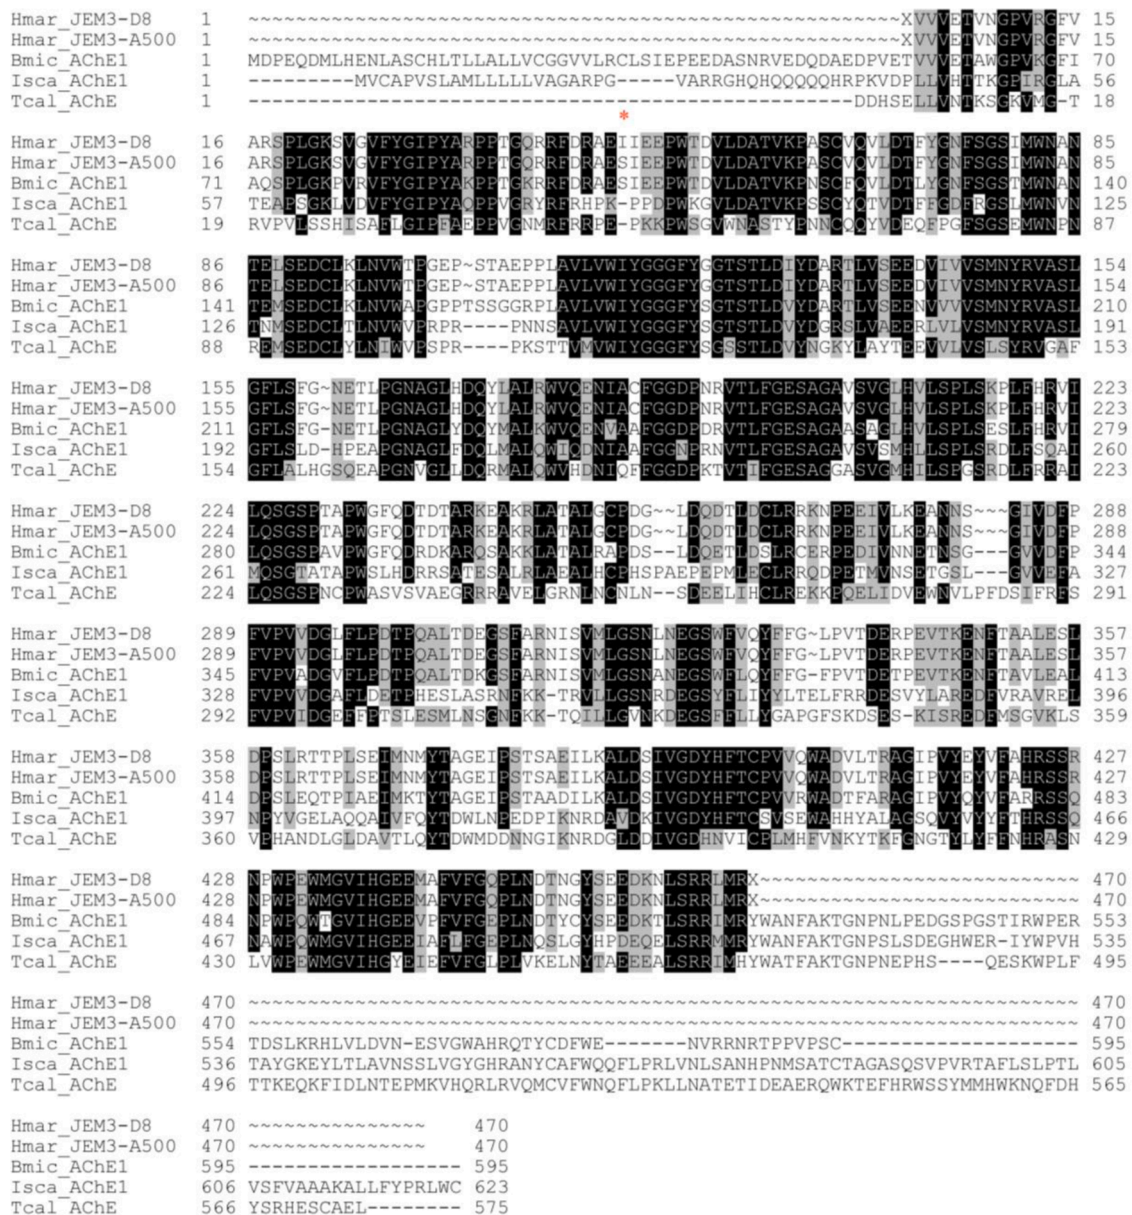 Hmar_JEM3-D8 1 ~~~~~~~~~~~~~~~~~~~~~~~~~~~~~~~~~~~~~~~~~~~~~~~~~~~~~~~XVVVETVNGPVRGFV 15
Hmar_JEM3-A500 1 ~~~~~~~~~~~~~~~~~~~~~~~~~~~~~~~~~~~~~~~~~~~~~~~~~~~~~~~XVVVETVNGPVRGFV 15
Bmic_AChE1 1 MDPEQDMLHENLASCHLTLLALLVCGGVVLRCLSIEPEEDASNRVEDQDAEDPVETVVVETAWGPVKGFI 70
Isca_AChE1 1 ---------MVCAPVSLAMLLLLLVAGARPG-----VARRGHQHQQQQQHRPKVDPLLVHTTKGPIRGLA 56
Tcal_AChE 1 ---------------------------------------------------DDHSELLVNTKSGKVMG-T 18
*
Hmar_JEM3-D8 16 ARSPLGKSVGVFYGIPYARPPTGQRRFDRAEIIEEPWTDVLDATVKPASCVQVLDTFYGNFSGSIMWNAN 85
Hmar_JEM3-A500 16 ARSPLGKSVGVFYGIPYARPPTGQRRFDRAESIEEPWTDVLDATVKPASCVQVLDTFYGNFSGSIMWNAN 85
Bmic_AChE1 71 AQSPLGKPVRVFYGIPYAKPPTGKRRFDRAESIEEPWTDVLDATVKPNSCFQVLDTLYGNFSGSTMWNAN 140
Isca_AChE1 57 TEAPSGKLVDVFYGIPYAQPPVGRYRFRHPK-PPDPWKGVLDATVKPSSCYQTVDTFFGDFRGSLMWNVN 125
Tcal_AChE 19 RVPVLSSHISAFLGIPFAEPPVGNMRFRRPE-PKKPWSGVWNASTYPNNCQQYVDEQFPGFSGSEMWNPN 87
Hmar_JEM3-D8 86 TELSEDCLKLNVWTPGEP~STAEPPLAVLVWIYGGGFYGGTSTLDIYDARTLVSEEDVIVVSMNYRVASL 154
Hmar_JEM3-A500 86 TELSEDCLKLNVWTPGEP~STAEPPLAVLVWIYGGGFYGGTSTLDIYDARTLVSEEDVIVVSMNYRVASL 154
Bmic_AChE1 141 TEMSEDCLKLNVWAPGPPTSSGGRPLAVLVWIYGGGFYSGTSTLDVYDARTLVSEENVVVVSMNYRVASL 210
Isca_AChE1 126 TNMSEDCLTLNVWVPRPR----PNNSAVLVWIYGGGFYSGTSTLDVYDGRSLVAEERLVLVSMNYRVASL 191
Tcal_AChE 88 REMSEDCLYLNIWVPSPR----PKSTTVMVWIYGGGFYSGSSTLDVYNGKYLAYTEEVVLVSLSYRVGAF 153
Hmar_JEM3-D8 155 GFLSFG~NETLPGNAGLHDQYLALRWVQENIACFGGDPNRVTLFGESAGAVSVGLHVLSPLSKPLFHRVI 223
Hmar_JEM3-A500 155 GFLSFG~NETLPGNAGLHDQYLALRWVQENIACFGGDPNRVTLFGESAGAVSVGLHVLSPLSKPLFHRVI 223
Bmic_AChE1 211 GFLSFG-NETLPGNAGLYDQYMALKWVQENVAAFGGDPDRVTLFGESAGAASAGLHVLSPLSESLFHRVI 279
Isca_AChE1 192 GFLSLD-HPEAPGNAGLFDQLMALQWIQDNIAAFGGNPRNVTLFGESAGAVSVSMHLLSPLSRDLFSQAI 260
Tcal_AChE 154 GFLALHGSQEAPGNVGLLDQRMALQWVHDNIQFFGGDPKTVTIFGESAGGASVGMHILSPGSRDLFRRAI 223
Hmar_JEM3-D8 224 LQSGSPTAPWGFQDTDTARKEAKRLATALGCPDG~~LDQDTLDCLRRKNPEEIVLKEANNS~~~GIVDFP 288
Hmar_JEM3-A500 224 LQSGSPTAPWGFQDTDTARKEAKRLATALGCPDG~~LDQDTLDCLRRKNPEEIVLKEANNS~~~GIVDFP 288
Bmic_AChE1 280 LQSGSPAVPWGFQDRDKARQSAKKLATALRAPDS--LDQETLDSLRCERPEDIVNNETNSG---GVVDFP 344
Isca_AChE1 261 MQSGTATAPWSLHDRRSATESALRLAEALHCPHSPAEPEPMLECLRRQDPETMVNSETGSL---GVVEFA 327
Tcal_AChE 224 LQSGSPNCPWASVSVAEGRRRAVELGRNLNCNLN--SDEELIHCLREKKPQELIDVEWNVLPFDSIFRFS 291
Hmar_JEM3-D8 289 FVPVVDGLFLPDTPQALTDEGSFARNISVMLGSNLNEGSWFVQYFFG~LPVTDERPEVTKENFTAALESL 357
Hmar_JEM3-A500 289 FVPVVDGLFLPDTPQALTDEGSFARNISVMLGSNLNEGSWFVQYFFG~LPVTDERPEVTKENFTAALESL 357
Bmic_AChE1 345 FVPVADGVFLPDTPQALTDKGSFARNISVMLGSNANEGSWFLQYFFG-FPVTDETPEVTKENFTAVLEAL 413
Isca_AChE1 328 FVPVVDGAFLDETPHESLASRNFKK-TRVLLGSNRDEGSYFLIYYLTELFRRDESVYLAREDFVRAVREL 396
Tcal_AChE 292 FVPVIDGEFFPTSLESMLNSGNFKK-TQILLGVNKDEGSFFLLYGAPGFSKDSES-KISREDFMSGVKLS 359
Hmar_JEM3-D8 358 DPSLRTTPLSEIMNMYTAGEIPSTSAEILKALDSIVGDYHFTCPVVQWADVLTRAGIPVYEYVFAHRSSR 427
Hmar_JEM3-A500 358 DPSLRTTPLSEIMNMYTAGEIPSTSAEILKALDSIVGDYHFTCPVVQWADVLTRAGIPVYEYVFAHRSSR 427
Bmic_AChE1 414 DPSLEQTPLAEIMKTYTAGEIPSTAADILKALDSIVGDYHFTCPVVRWADTFARAGIPVYQYVFARRSSQ 483
Isca_AChE1 397 NPYVGELAQQAIVFQYTDWLNPEDPIKNRDAVDKIVGDYHFTCSVSEWAHHYALAGSQVYVYYFTHRSSQ 466
Tcal_AChE 360 VPHANDLGLDAVTLQYTDWMDDNNGIKNRDGLDDIVGDHNVICPLMHFVNKYTKFGNGTYLYFFNHRASN 429
Hmar_JEM3-D8 428 NPWPEWMGVIHGEEMAFVFGQPLNDTNGYSEEDKNLSRRLMRX~~~~~~~~~~~~~~~~~~~~~~~~~~~ 470
Hmar_JEM3-A500 428 NPWPEWMGVIHGEEMAFVFGQPLNDTNGYSEEDKNLSRRLMRX~~~~~~~~~~~~~~~~~~~~~~~~~~~ 470
Bmic_AChE1 484 NPWPQWTGVIHGEEVPFVFGEPLNDTYCYSEEDKTLSRRLMRYWANFAKTGNPNLPEDGSPGSTIRWPER 553
Isca_AChE1 467 NAWPQWMGVIHGEEIAFLFGEPLNQSLGYHPDEQELSRRMMRYWANFAKTGNPSLSDEGHWER-IYWPVH 535
Tcal_AChE 430 LVWPEWMGVIHGYEIEFVFGLPLVKELNYTAEEEALSRRIMHYWATFAKTGNPNEPHS----QESKWPLF 495
Hmar_JEM3-D8 470 ~~~~~~~~~~~~~~~~~~~~~~~~~~~~~~~~~~~~~~~~~~~~~~~~~~~~~~~~~~~~~~~~~~~~~~ 470
Hmar_JEM3-A500 470 ~~~~~~~~~~~~~~~~~~~~~~~~~~~~~~~~~~~~~~~~~~~~~~~~~~~~~~~~~~~~~~~~~~~~~~ 470
Bmic_AChE1 554 TDSLKRHLVLDVN-ESVGWAHRQTYCDFWE-------NVRRNRTPPVPSC-------------------- 595
Isca_AChE1 536 TAYGKEYLTLAVNSSLVGYGHRANYCAFWQQFLPRLVNLSANHPNMSATCTAGASQSVPVRTAFLSLPTL 605
Tcal_AChE 496 TTKEQKFIDLNTEPMKVHQRLRVQMCVFWNQFLPKLLNATETIDEAERQWKTEFHRWSSYMMHWKNQFDH 565
Hmar_JEM3-D8 470 ~~~~~~~~~~~~~~~ 470
Hmar_JEM3-A500 470 ~~~~~~~~~~~~~~~ 470
Bmic_AChE1 595 ------------------ 595
Isca_AChE1 606 VSFVAAAKALLFYPRLWC 623
Tcal_AChE 566 YSRHESCAEL-------- 575